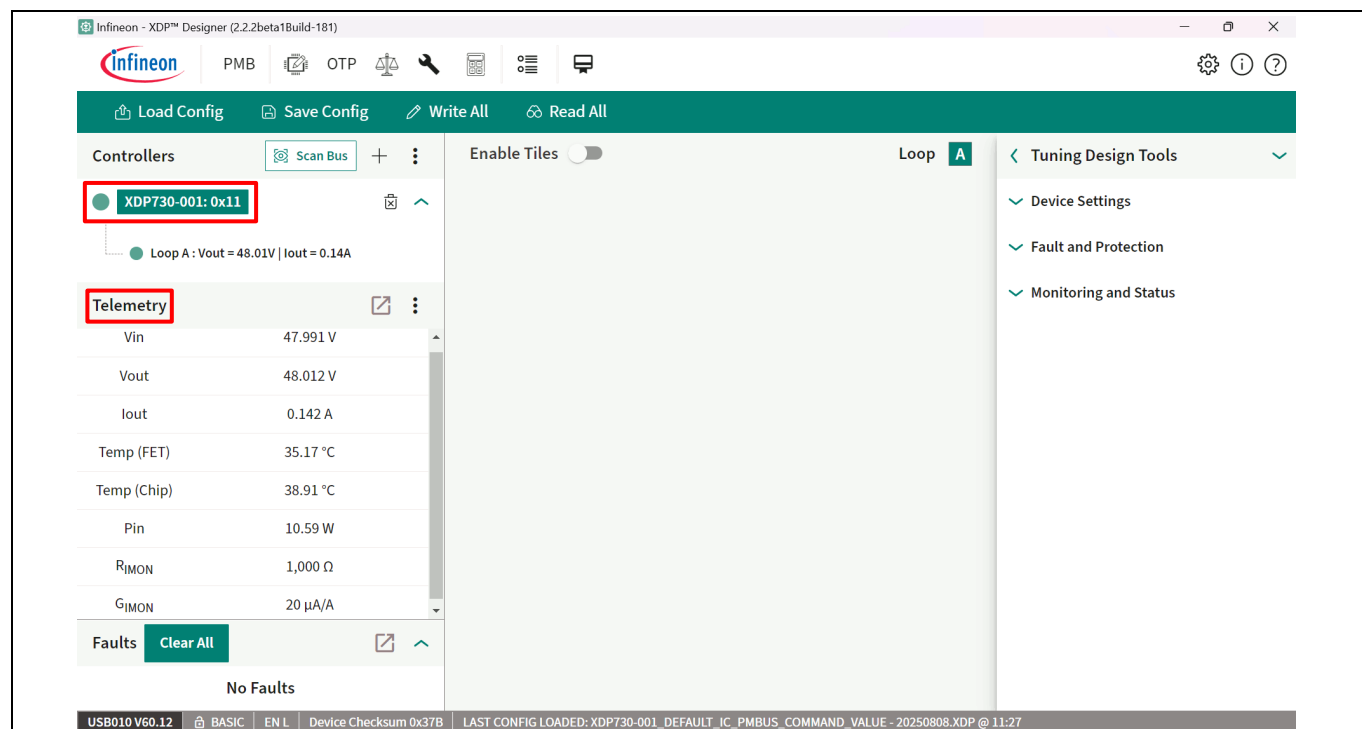 Infineon - XDP™ Designer (2.2.2beta1Build-181)
infineon PMB OTP
Load Config Save Config Write All Read All
Controllers Scan Bus
XDP730-001: 0x11
Loop A : Vout = 48.01V | Iout = 0.14A
Telemetry
Vin 47.991 V
Vout 48.012 V
Iout 0.142 A
Temp (FET) 35.17 °C
Temp (Chip) 38.91 °C
Pin 10.59 W
RIMON 1,000 Ω
GIMON 20 µA/A
Faults Clear All
No Faults
Enable Tiles Loop A
Tuning Design Tools
Device Settings
Fault and Protection
Monitoring and Status
USB010 V60.12 BASIC EN L Device Checksum 0x37B LAST CONFIG LOADED: XDP730-001_DEFAULT_IC_PMBUS_COMMAND_VALUE - 20250808.XDP @ 11:27